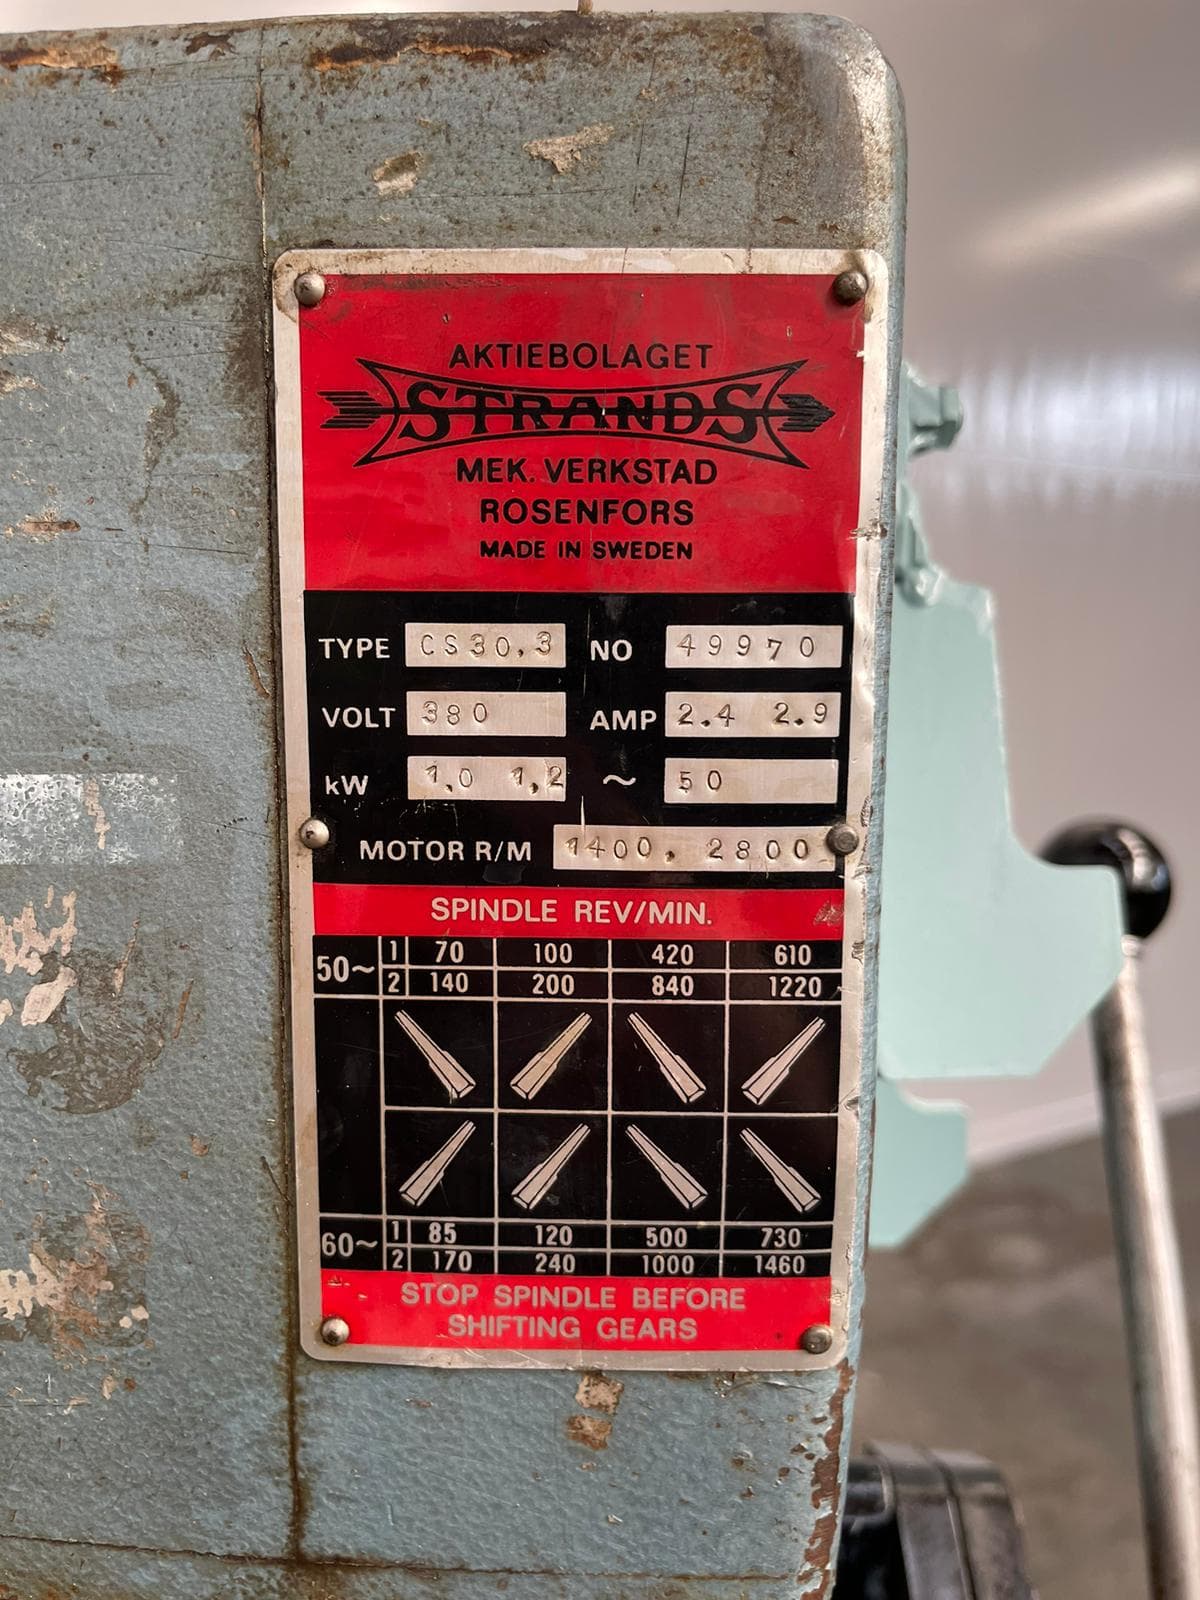 AKTIEBOLAGET
STRANDS
MEK. VERKSTAD
ROSENFORS
MADE IN SWEDEN
TYPE CS30,3 NO 49970
VOLT 380 AMP 2.4 2.9
kW 1,0 1,2 ~ 50
MOTOR R/M 1400. 2800
SPINDLE REV/MIN.
50~ 1 70 100 420 610
2 140 200 840 1220
60~ 1 85 120 500 730
2 170 240 1000 1460
STOP SPINDLE BEFORE
SHIFTING GEARS